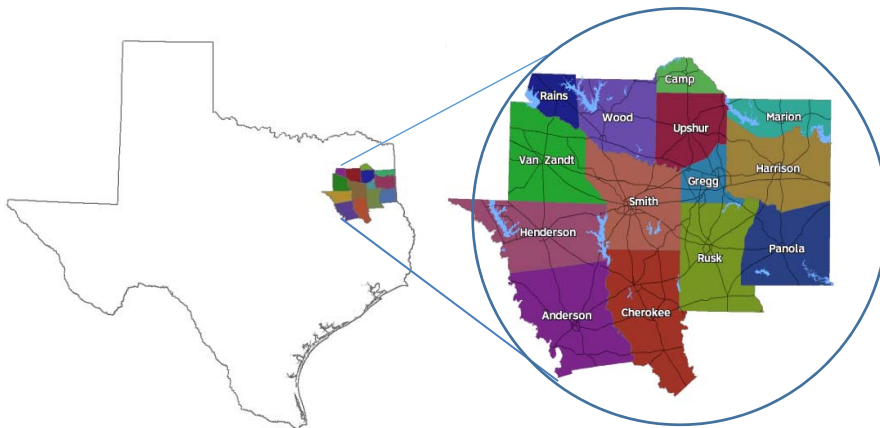 Camp
Rains
Wood
Marion
Upshur
Van Zandt
Gregg
Harrison
Smith
Henderson
Rusk
Panola
Anderson
Cherokee